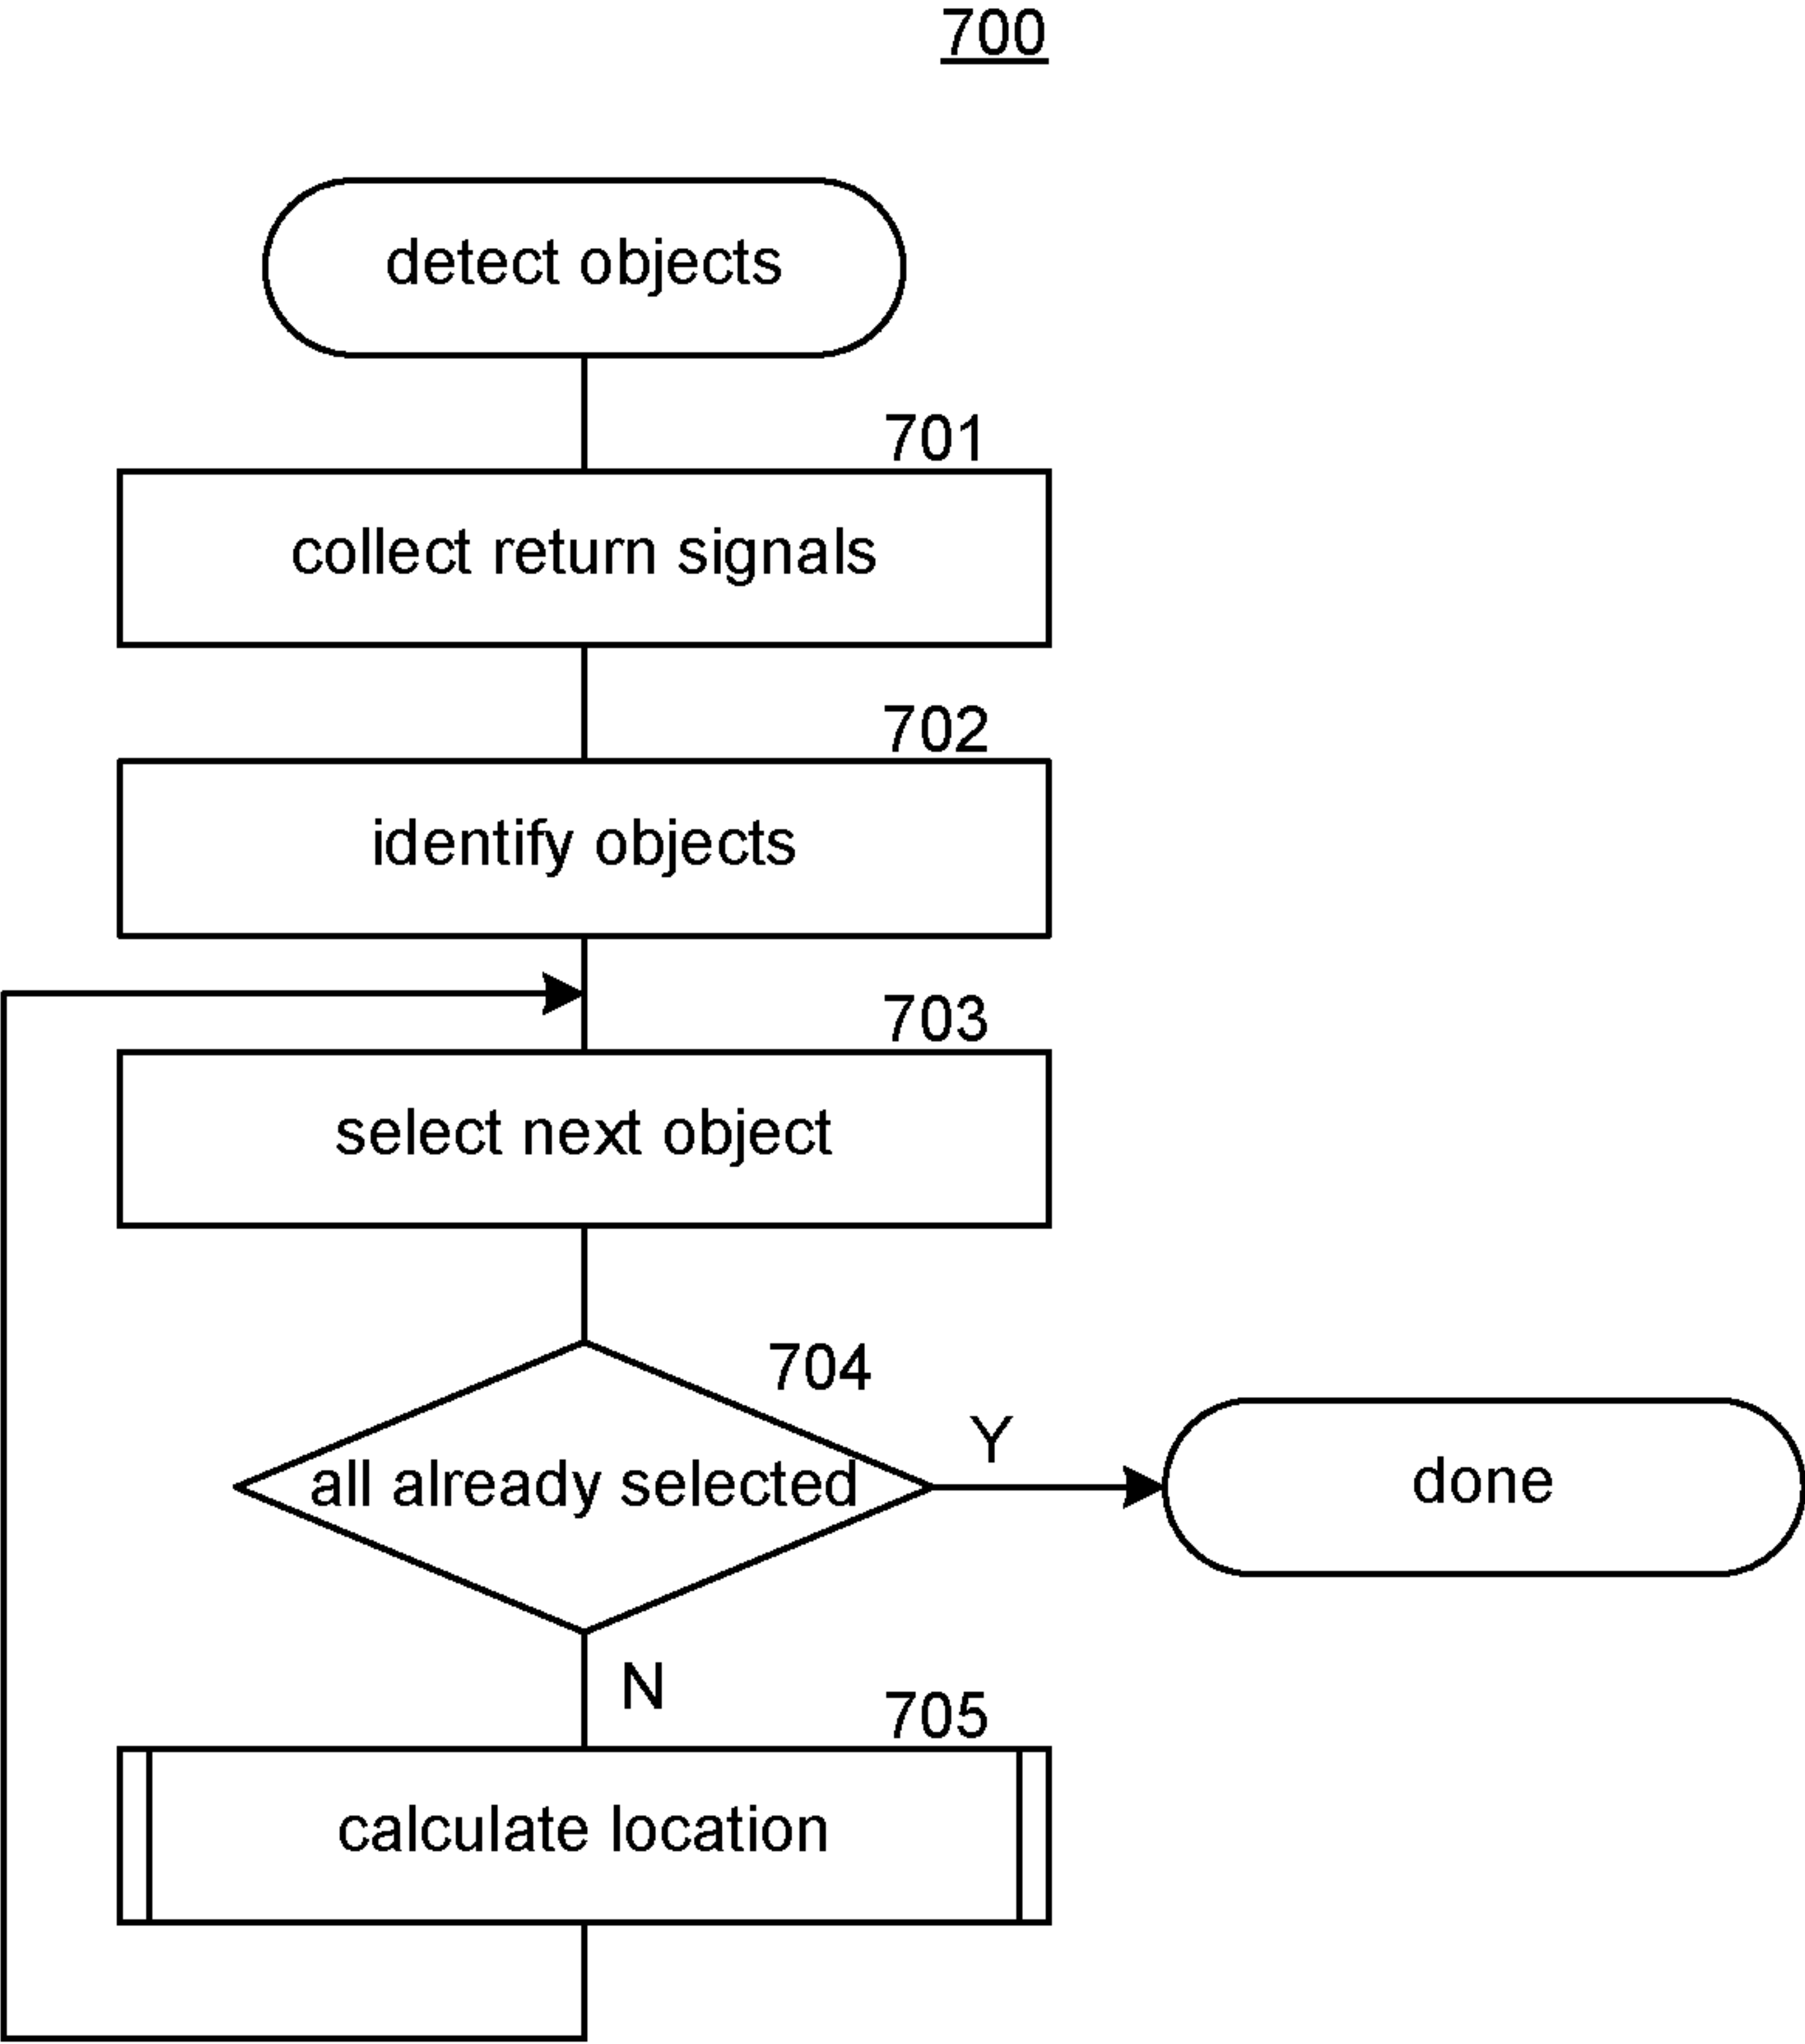 700
detect objects
701
collect return signals
702
identify objects
703
select next object
704
all already selected
Y
done
N
705
calculate location